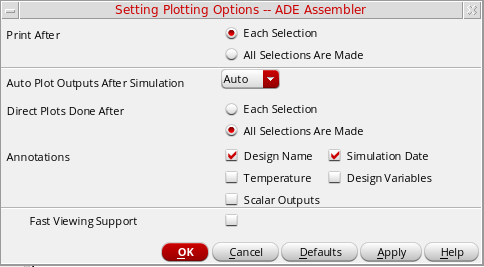 Setting Plotting Options -- ADE Assembler
Print After
Each Selection
All Selections Are Made
Auto Plot Outputs After Simulation
Auto
Direct Plots Done After
Each Selection
All Selections Are Made
Annotations
Design Name
Simulation Date
Temperature
Design Variables
Scalar Outputs
Fast Viewing Support
OK
Cancel
Defaults
Apply
Help